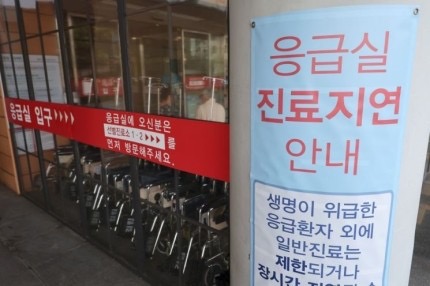 응급실 입구 >>>>
응급실에 오신분은
선별진료소 1 - 2 >>>> 를
먼저 방문해주세요.
응급실
진료지연
안내
생명이 위급한
응급환자 외에
일반진료는
제한되거나
장시간